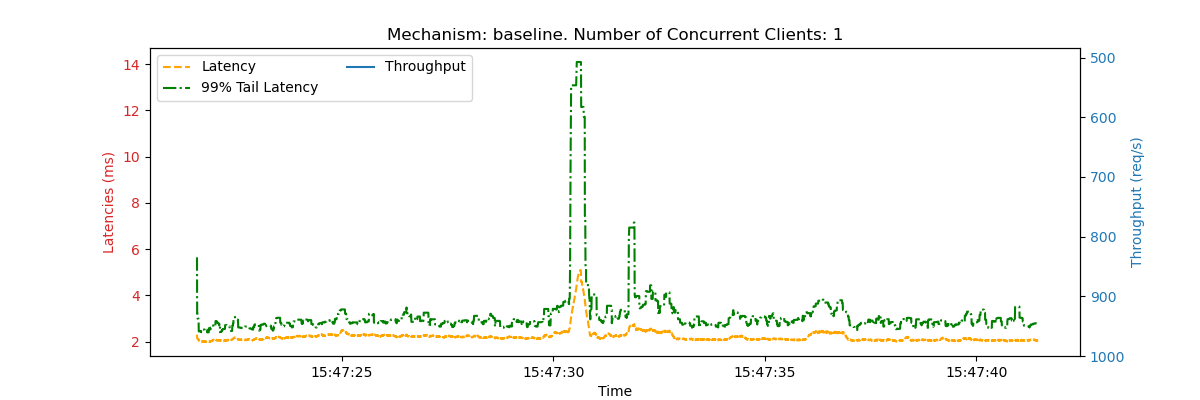 Mechanism: baseline. Number of Concurrent Clients: 1
Latency
99% Tail Latency
Throughput
Latencies (ms)
14
12
10
8
6
4
2
500
600
700
800
900
1000
Throughput (req/s)
15:47:25
15:47:30
15:47:35
15:47:40
Time